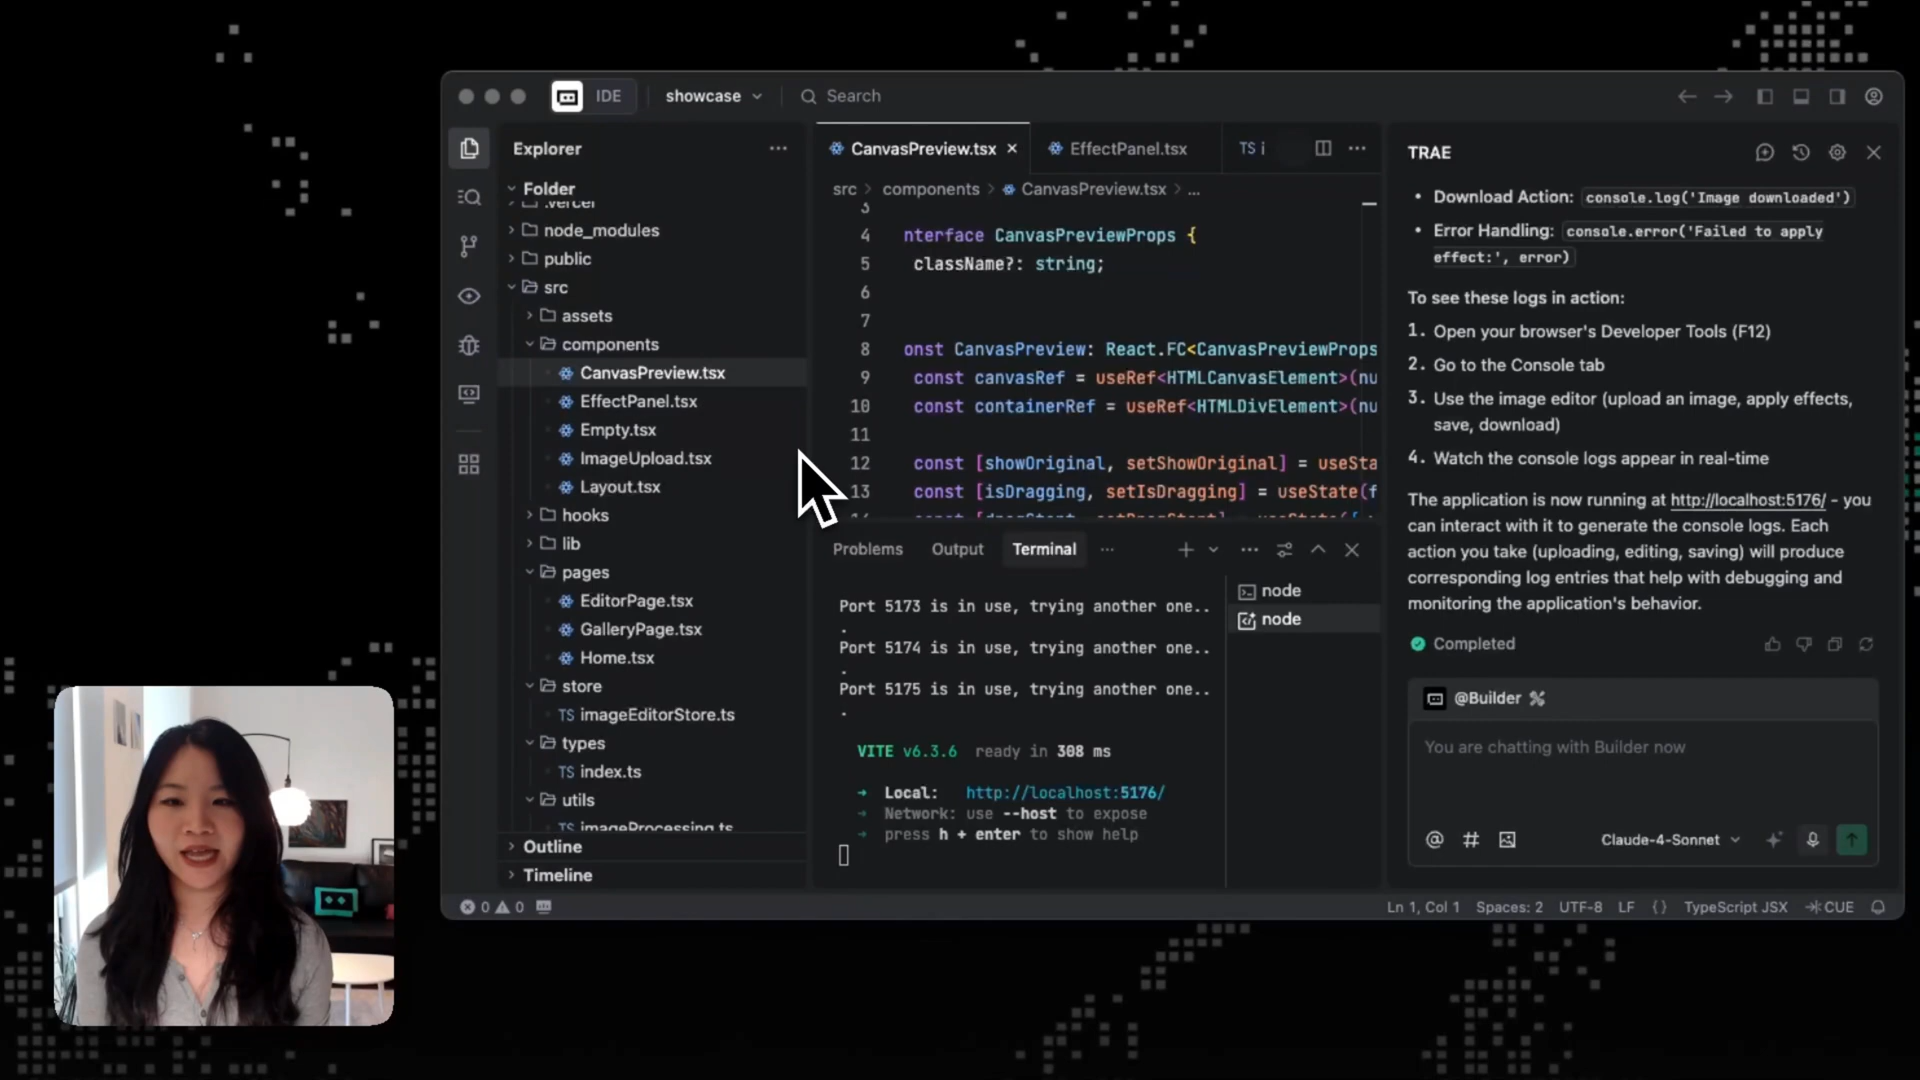 IDE
showcase
Search
Explorer
Folder
.vercel
node_modules
public
src
assets
components
CanvasPreview.tsx
EffectPanel.tsx
Empty.tsx
ImageUpload.tsx
Layout.tsx
hooks
lib
pages
EditorPage.tsx
GalleryPage.tsx
Home.tsx
store
TS imageEditorStore.ts
types
TS index.ts
utils
imageProcessing.ts
Outline
Timeline
CanvasPreview.tsx
EffectPanel.tsx
TS i
src > components > CanvasPreview.tsx > ...
3
4 nterface CanvasPreviewProps {
5 className?: string;
6
7
8 onst CanvasPreview: React.FC<CanvasPreviewProps
9 const canvasRef = useRef<HTMLCanvasElement>(nu
10 const containerRef = useRef<HTMLDivElement>(nu
11
12 const [showOriginal, setShowOriginal] = useSta
13 const [isDragging, setIsDragging] = useState(f
Problems Output Terminal
Port 5173 is in use, trying another one..
.
Port 5174 is in use, trying another one..
.
Port 5175 is in use, trying another one..
.
VITE v6.3.6 ready in 308 ms
➜ Local: http://localhost:5176/
➜ Network: use --host to expose
➜ press h + enter to show help
node
node
TRAE
• Download Action: console.log('Image downloaded')
• Error Handling: console.error('Failed to apply
effect:', error)
To see these logs in action:
1. Open your browser's Developer Tools (F12)
2. Go to the Console tab
3. Use the image editor (upload an image, apply effects,
save, download)
4. Watch the console logs appear in real-time
The application is now running at http://localhost:5176/ - you
can interact with it to generate the console logs. Each
action you take (uploading, editing, saving) will produce
corresponding log entries that help with debugging and
monitoring the application's behavior.
Completed
@Builder
You are chatting with Builder now
Claude-4-Sonnet
0 0
Ln 1, Col 1 Spaces: 2 UTF-8 LF {} TypeScript JSX CUE